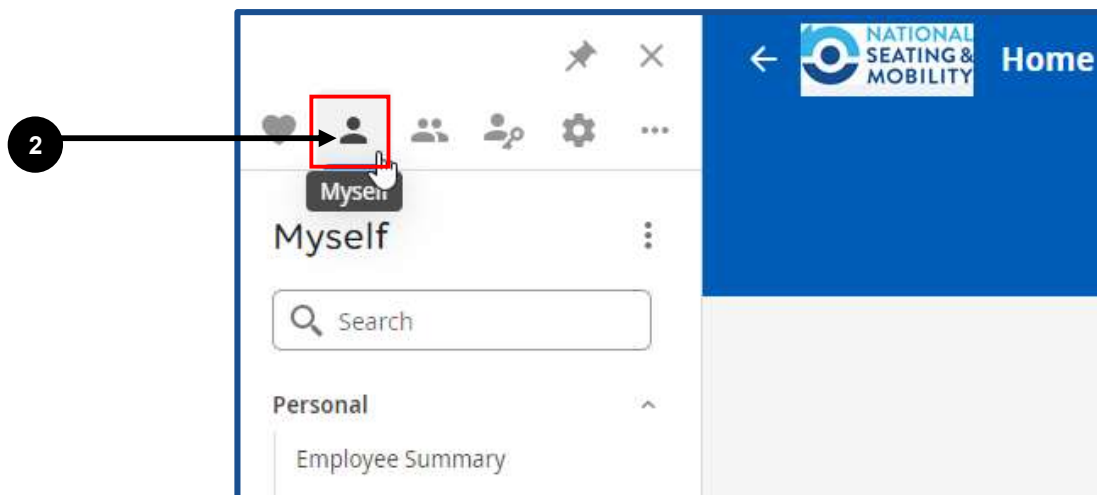 NATIONAL
SEATING &
MOBILITY
Home
2
Myself
Myself
Search
Personal
Employee Summary